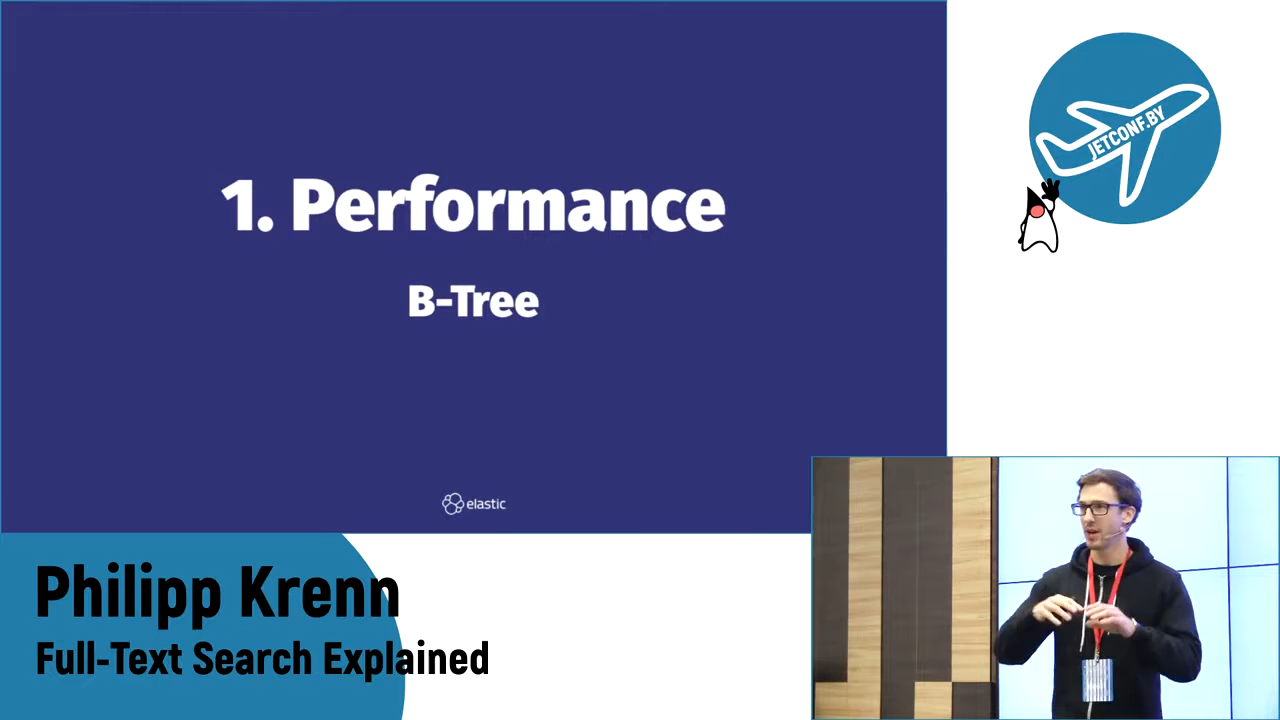 1. Performance
B-Tree
elastic
JETCONF.BY
Philipp Krenn
Full-Text Search Explained